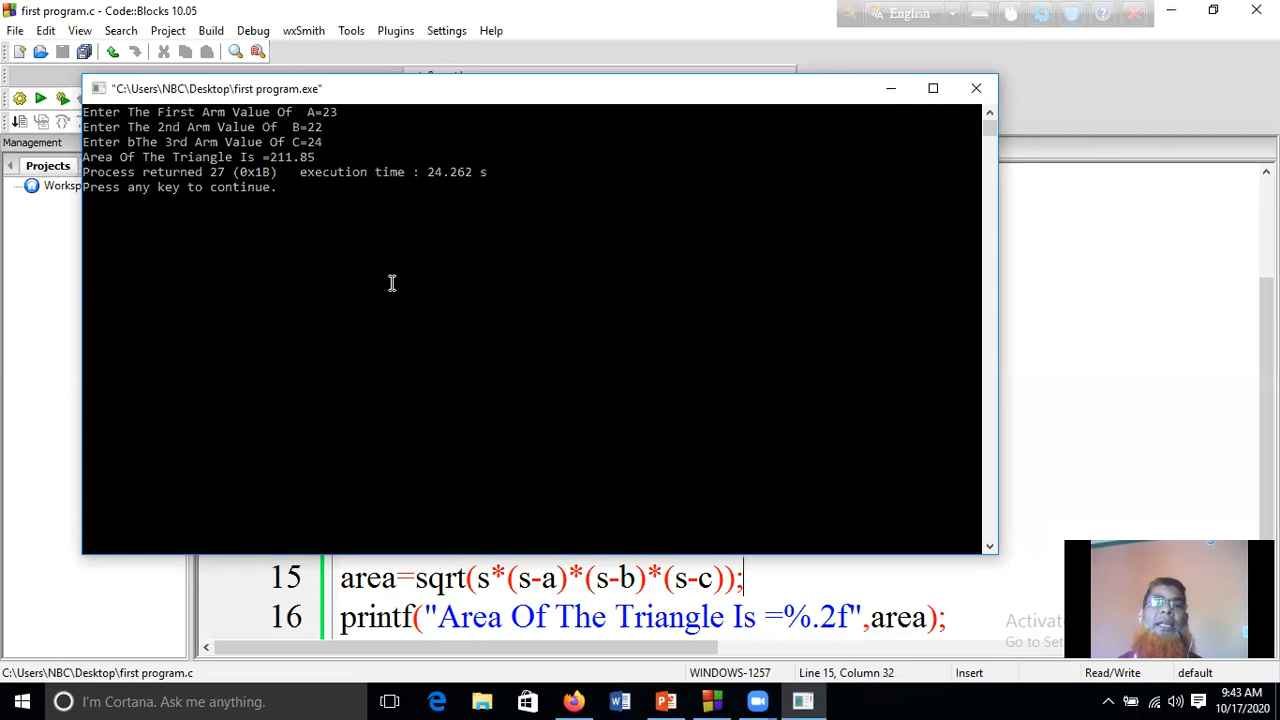 first program.c - Code::Blocks 10.05
English
File Edit View Search Project Build Debug wxSmith Tools Plugins Settings Help
"C:\Users\NBC\Desktop\first program.exe"
Enter The First Arm Value Of  A=23
Enter The 2nd Arm Value Of  B=22
Enter bThe 3rd Arm Value Of C=24
Area Of The Triangle Is =211.85
Process returned 27 (0x1B)   execution time : 24.262 s
Press any key to continue.
Management
Projects
Worksp
15 area=sqrt(s*(s-a)*(s-b)*(s-c));
16 printf("Area Of The Triangle Is =%.2f",area);
Activat
Go to Set
C:\Users\NBC\Desktop\first program.c WINDOWS-1257 Line 15, Column 32 Insert Read/Write default
I'm Cortana. Ask me anything.
9:43 AM
10/17/2020